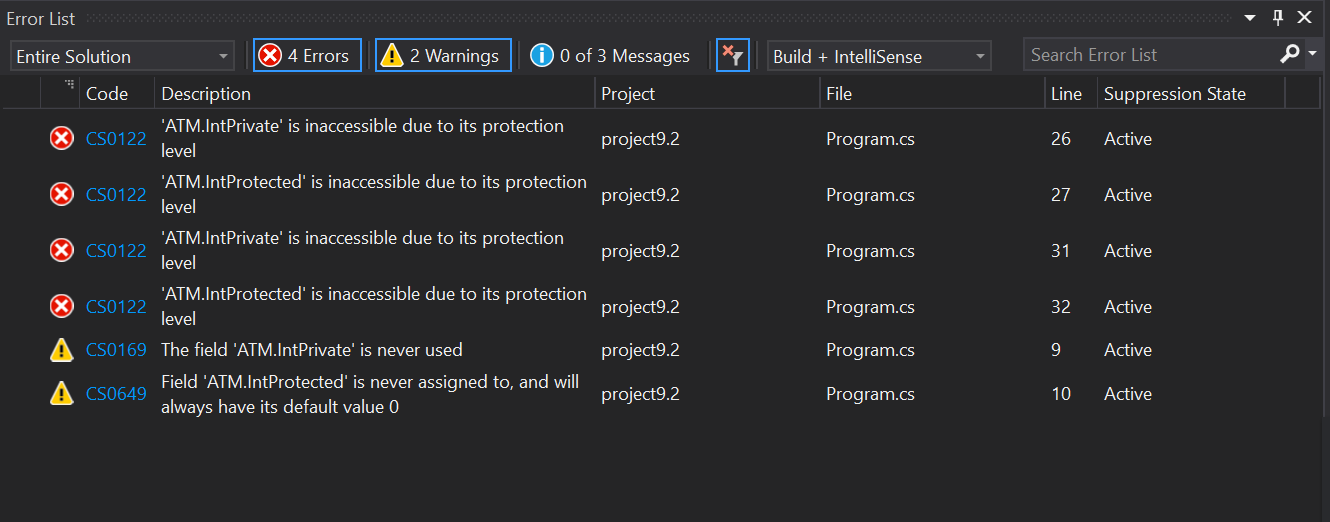 Error List
Entire Solution 4 Errors 2 Warnings 0 of 3 Messages Build + IntelliSense Search Error List
Code Description Project File Line Suppression State
CS0122 'ATM.IntPrivate' is inaccessible due to its protection level project9.2 Program.cs 26 Active
CS0122 'ATM.IntProtected' is inaccessible due to its protection level project9.2 Program.cs 27 Active
CS0122 'ATM.IntPrivate' is inaccessible due to its protection level project9.2 Program.cs 31 Active
CS0122 'ATM.IntProtected' is inaccessible due to its protection level project9.2 Program.cs 32 Active
CS0169 The field 'ATM.IntPrivate' is never used project9.2 Program.cs 9 Active
CS0649 Field 'ATM.IntProtected' is never assigned to, and will always have its default value 0 project9.2 Program.cs 10 Active